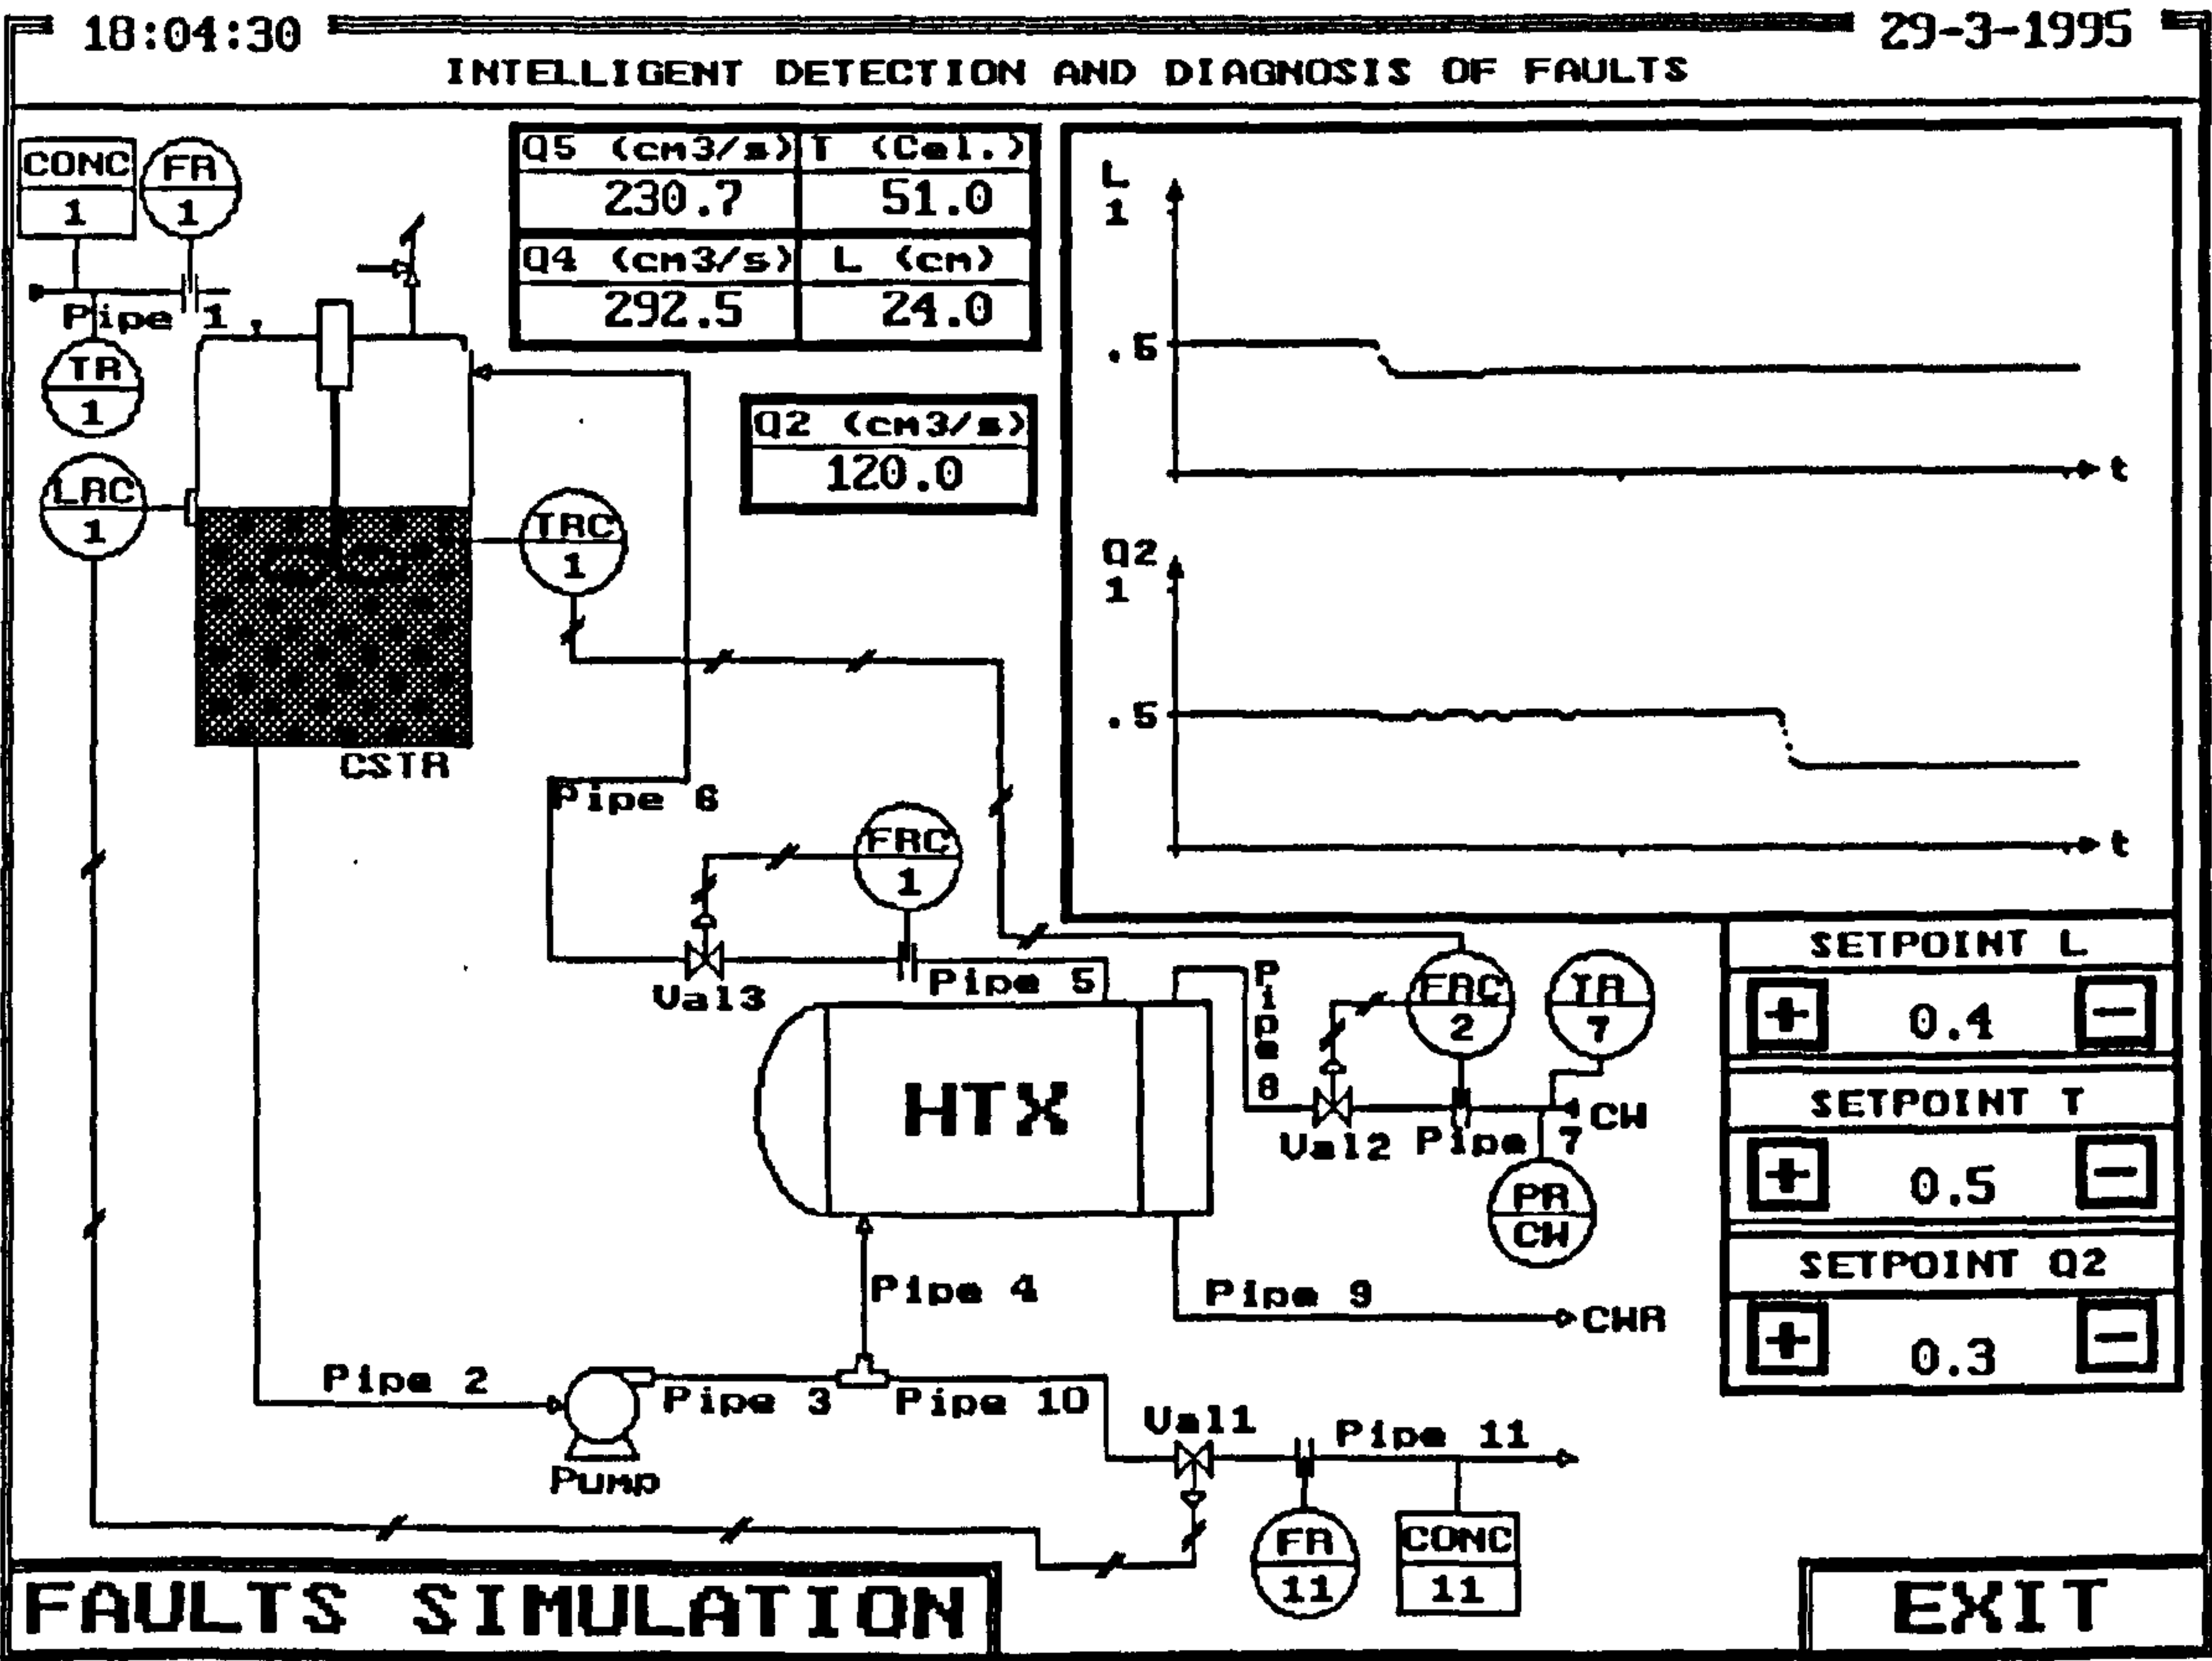 18:04:30
29-3-1995
INTELLIGENT DETECTION AND DIAGNOSIS OF FAULTS
CONC
1
FR
1
Pipe 1
TR
1
LRC
1
Q5 (cm3/s) T (Cel.)
230.7 51.0
Q4 (cm3/s) L (cm)
292.5 24.0
Q2 (cm3/s)
120.0
TRC
1
CSTR
L
1
.5
t
Q2
1
.5
t
Pipe 6
FRC
1
Val3
Pipe 5
HTX
Pipe 8
FRC
2
TR
7
Val2
Pipe 7
CW
PR
CW
Pipe 4
Pipe 9
CWR
Pipe 2
Pump
Pipe 3
Pipe 10
Val1
Pipe 11
FR
11
CONC
11
SETPOINT L
+ 0.4 -
SETPOINT T
+ 0.5 -
SETPOINT Q2
+ 0.3 -
FAULTS SIMULATION
EXIT